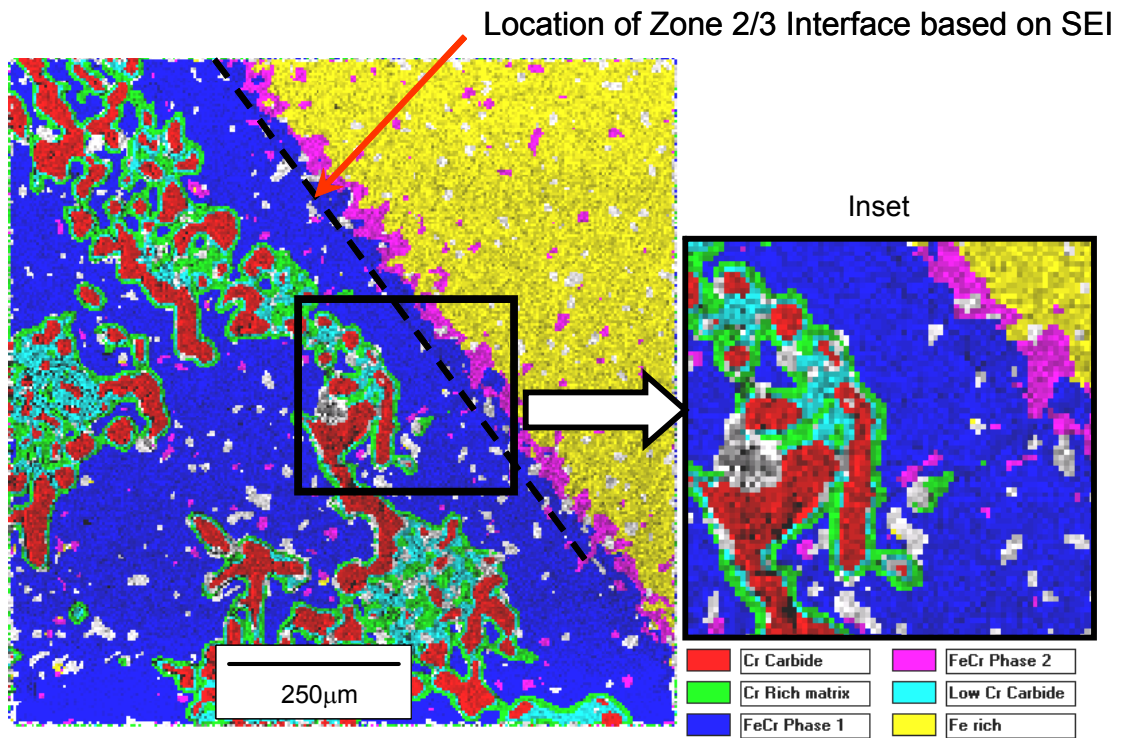 Location of Zone 2/3 Interface based on SEI
Inset
250μm
Cr Carbide
FeCr Phase 2
Cr Rich matrix
Low Cr Carbide
FeCr Phase 1
Fe rich